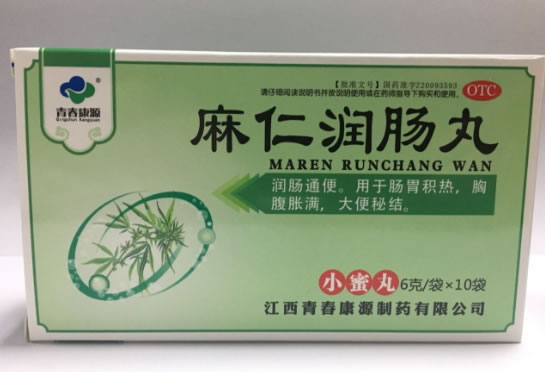 【批准文号】国药准字Z20093593
请仔细阅读说明书并按说明使用或在药师指导下购买和使用。
OTC
®
青春康源
Qingchun Kangyuan
麻仁润肠丸
MAREN RUNCHANG WAN
润肠通便。用于肠胃积热，胸
腹胀满，大便秘结。
小蜜丸 6克/袋×10袋
江西青春康源制药有限公司